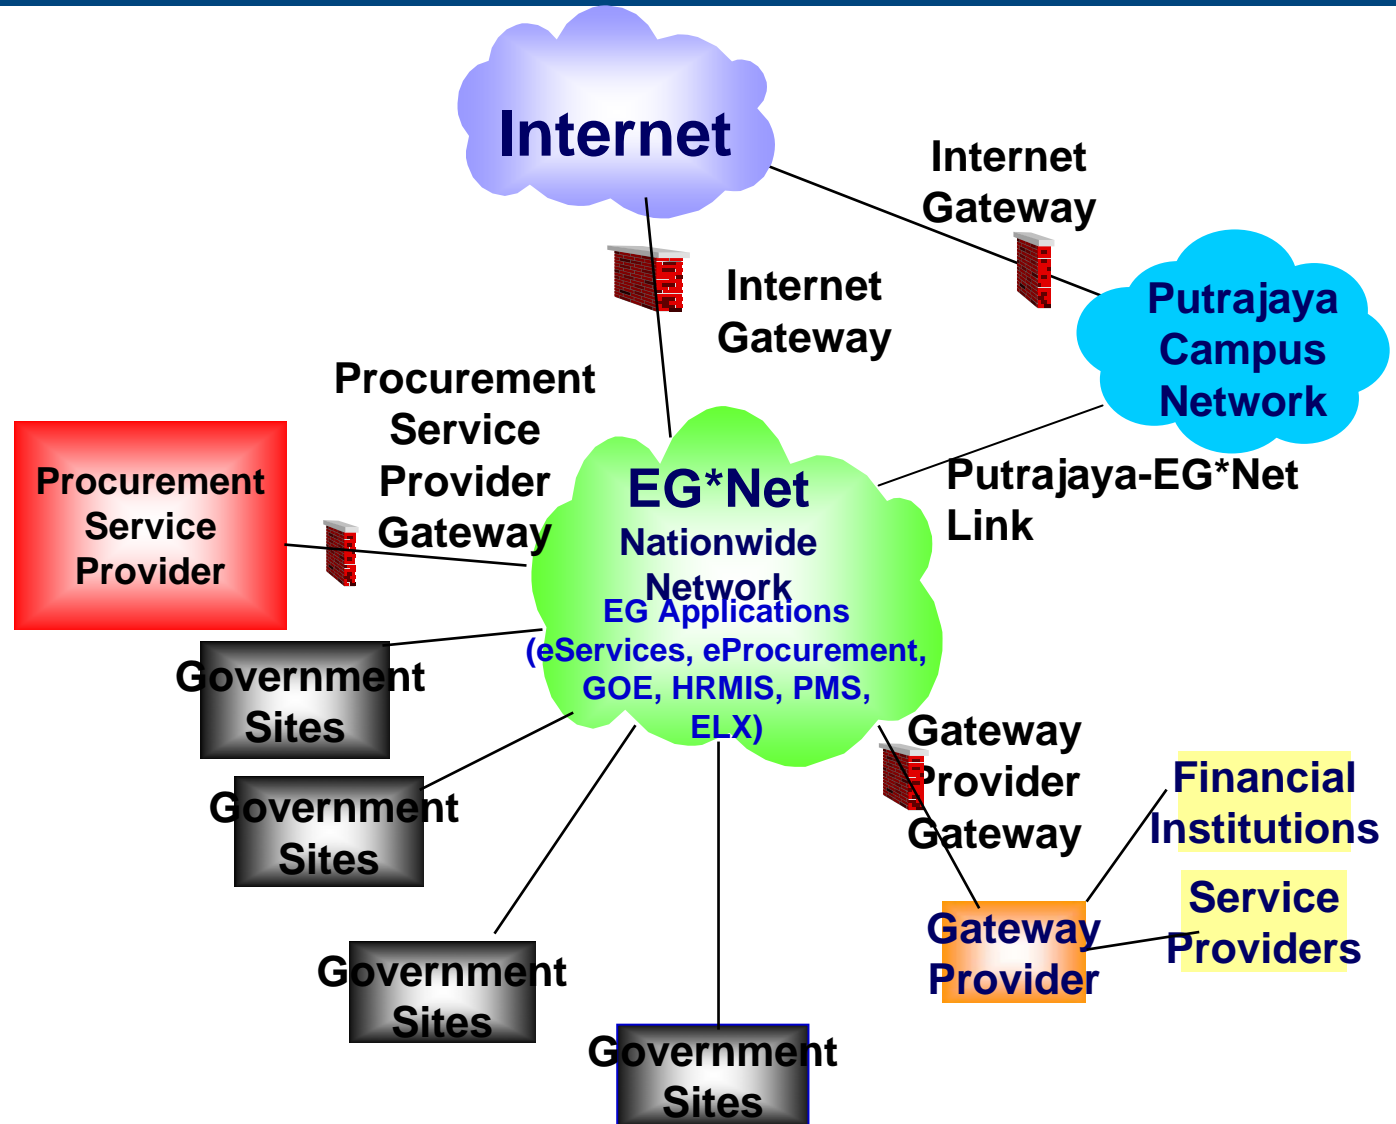 Internet
Internet
Gateway
Internet
Gateway
Putrajaya
Campus
Network
Procurement
Service
Provider
Gateway
Procurement
Service
Provider
EG*Net
Nationwide
Network
EG Applications
(eServices, eProcurement,
GOE, HRMIS, PMS,
ELX)
Putrajaya-EG*Net
Link
Government
Sites
Government
Sites
Government
Sites
Government
Sites
Gateway
Provider
Gateway
Gateway
Provider
Financial
Institutions
Service
Providers